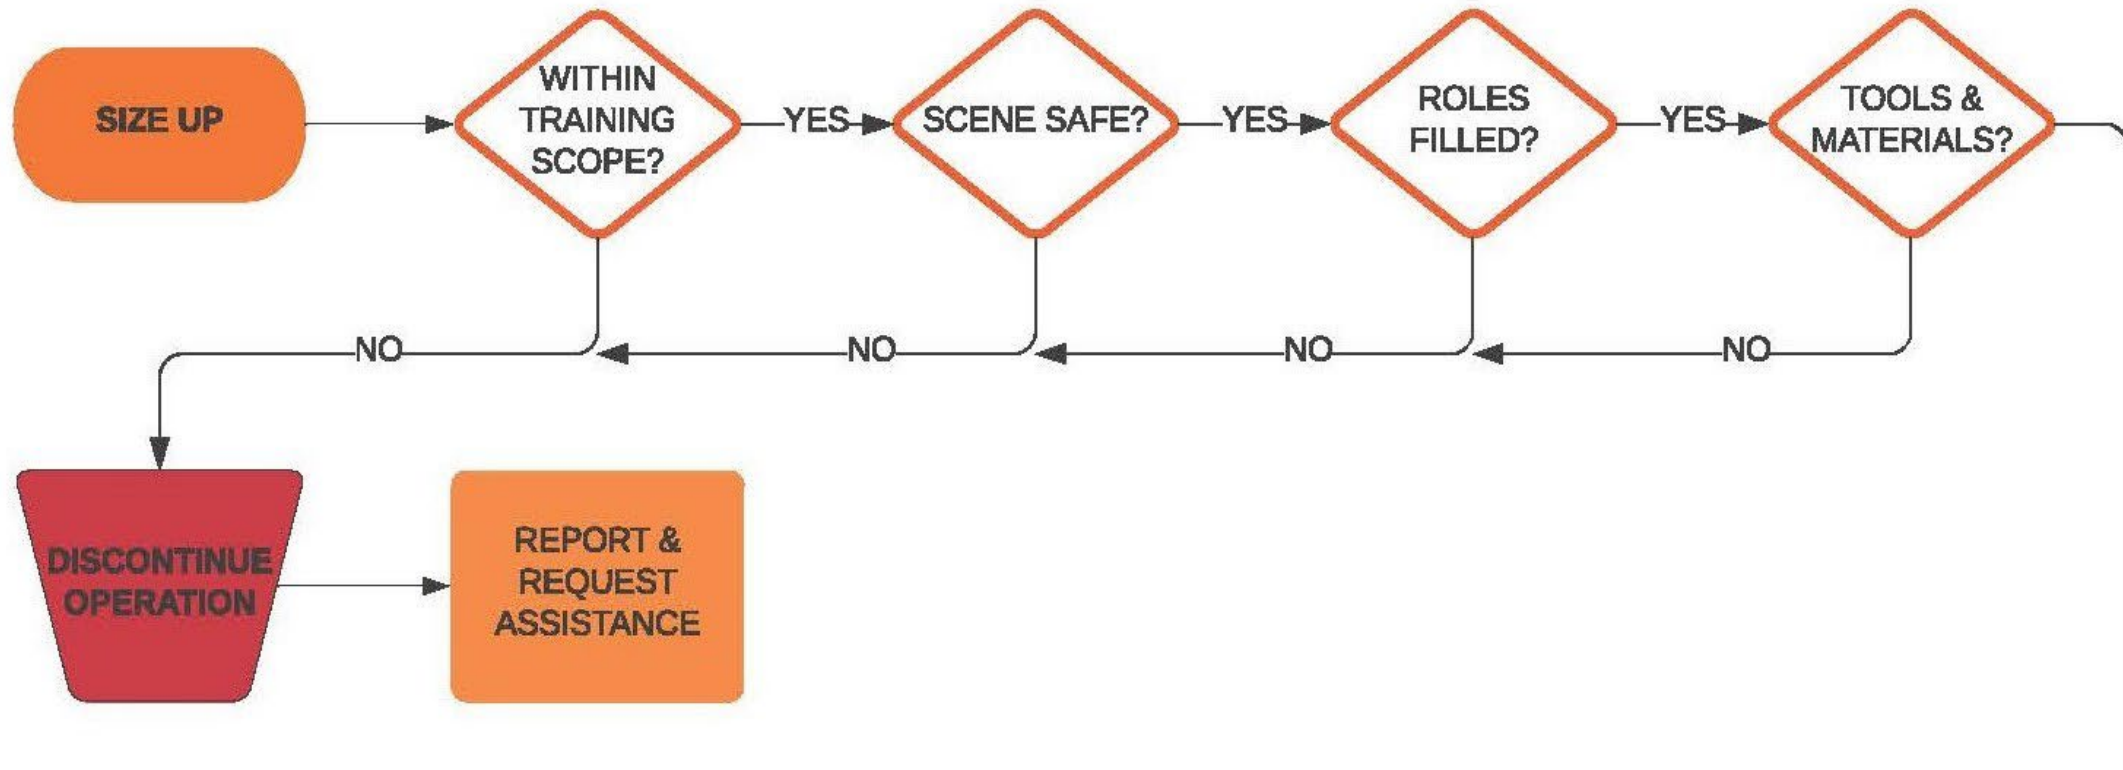 SIZE UP
WITHIN
TRAINING
SCOPE?
YES
SCENE SAFE?
YES
ROLES
FILLED?
YES
TOOLS &
MATERIALS?
NO
NO
NO
NO
DISCONTINUE
OPERATION
REPORT &
REQUEST
ASSISTANCE